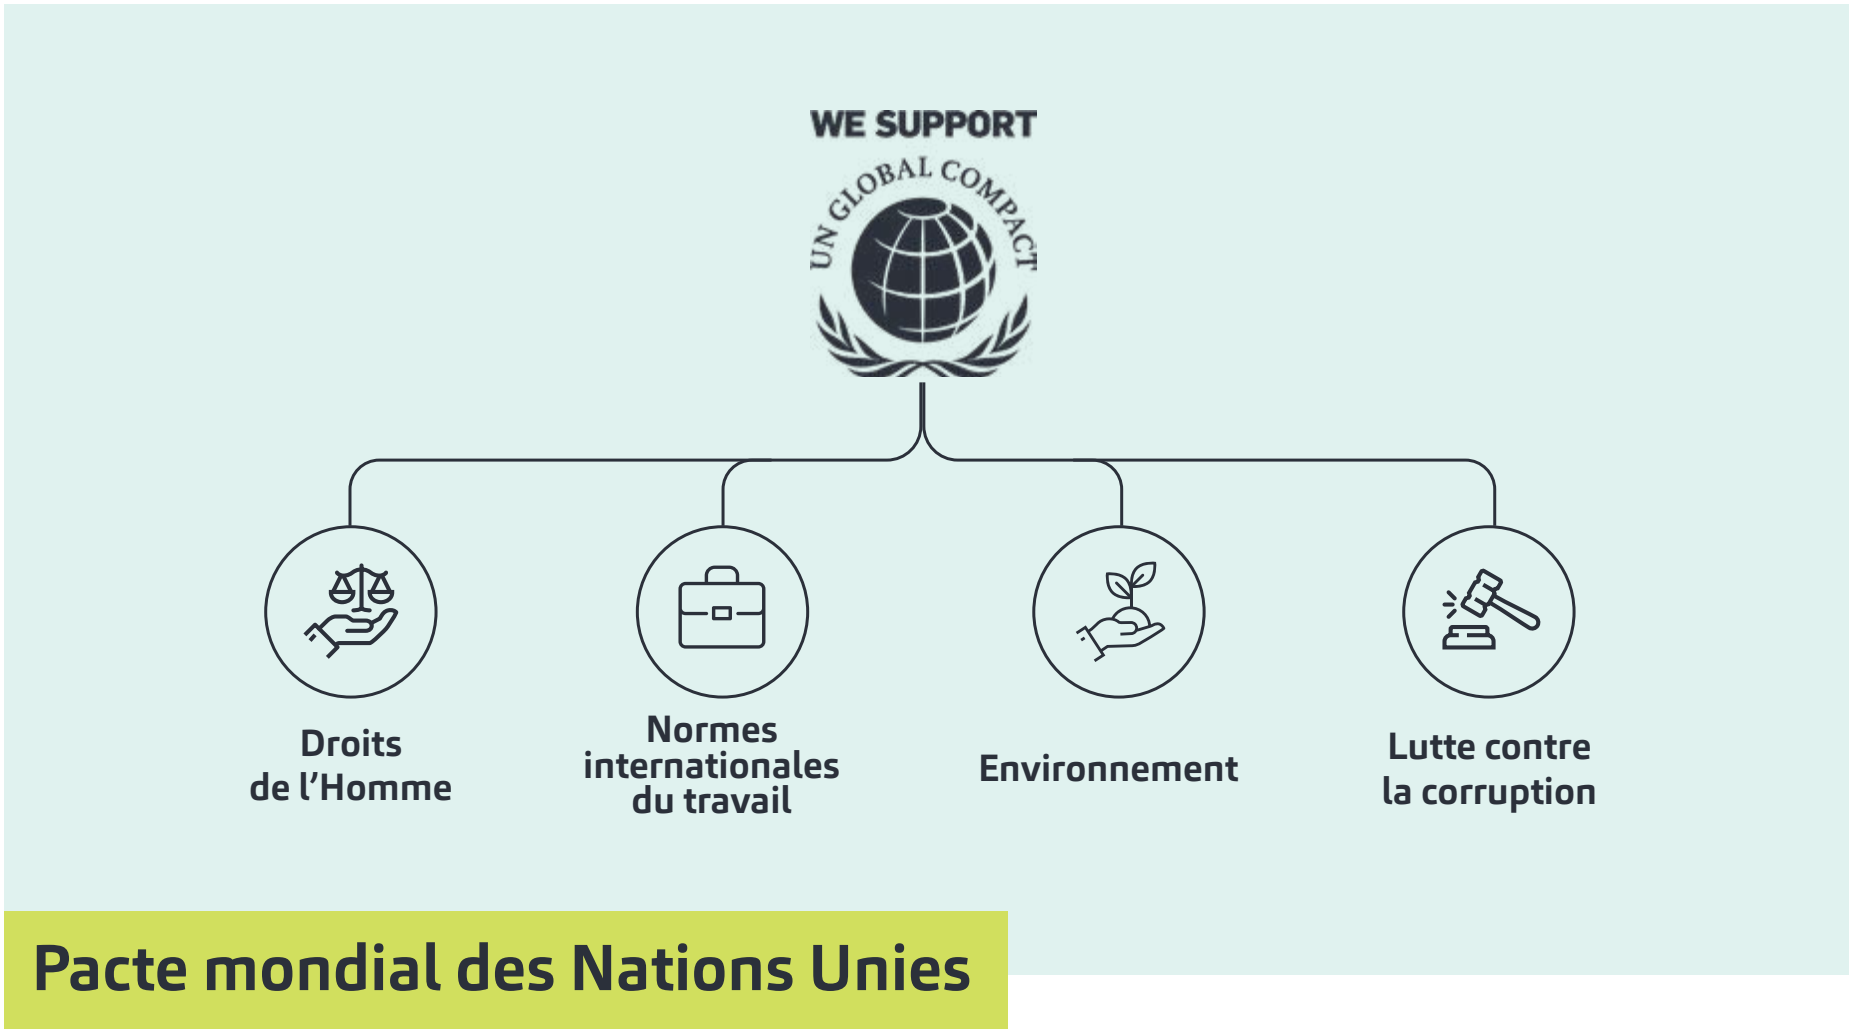 WE SUPPORT
UN GLOBAL COMPACT
Droits
de l’Homme
Normes
internationales
du travail
Environnement
Lutte contre
la corruption
Pacte mondial des Nations Unies